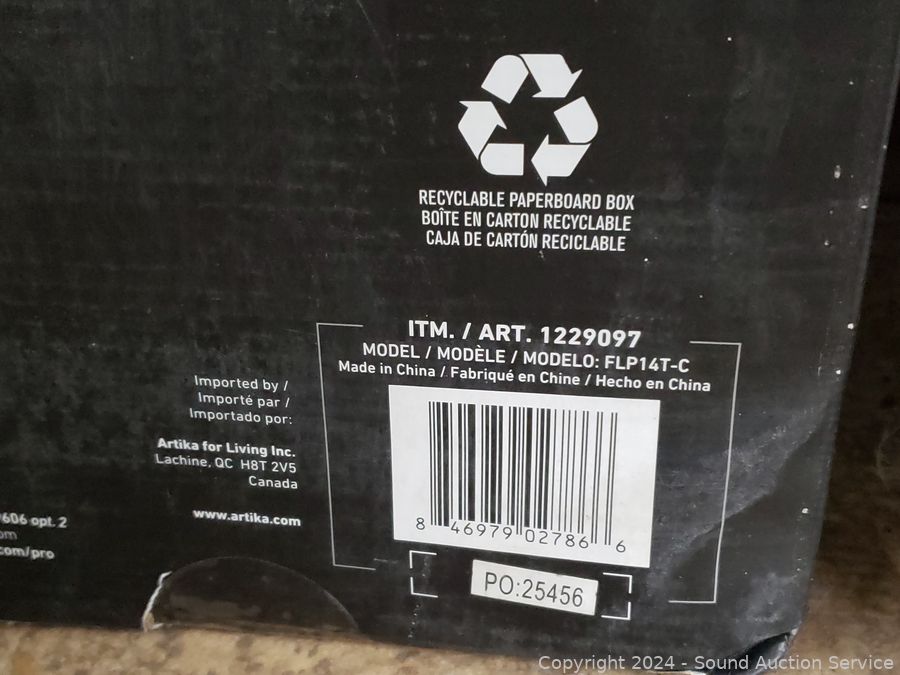 RECYCLABLE PAPERBOARD BOX
BOÎTE EN CARTON RECYCLABLE
CAJA DE CARTÓN RECICLABLE
ITM. / ART. 1229097
MODEL / MODÈLE / MODELO: FLP14T-C
Made in China / Fabriqué en Chine / Hecho en China
Imported by /
Importé par /
Importado por:
Artika for Living Inc.
Lachine, QC H8T 2V5
Canada
www.artika.com
606 opt. 2
om
.com/pro
8 46979 02786 6
PO:25456
Copyright 2024 - Sound Auction Service